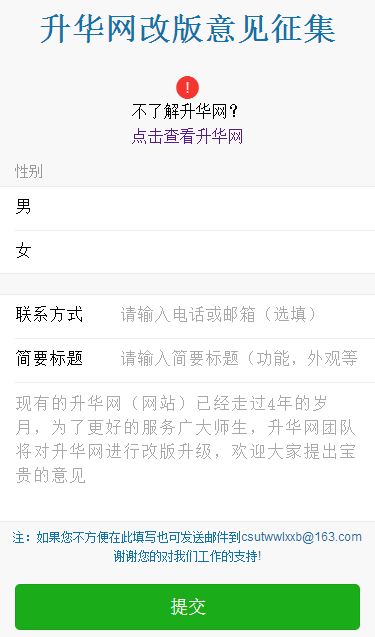 升华网改版意见征集
!
不了解升华网？
点击查看升华网
性别
男
女
联系方式 请输入电话或邮箱（选填）
简要标题 请输入简要标题（功能，外观等
现有的升华网（网站）已经走过4年的岁
月，为了更好的服务广大师生，升华网团队
将对升华网进行改版升级，欢迎大家提出宝
贵的意见
注：如果您不方便在此填写也可发送邮件到csutwwlxxb@163.com
谢谢您的对我们工作的支持!
提交